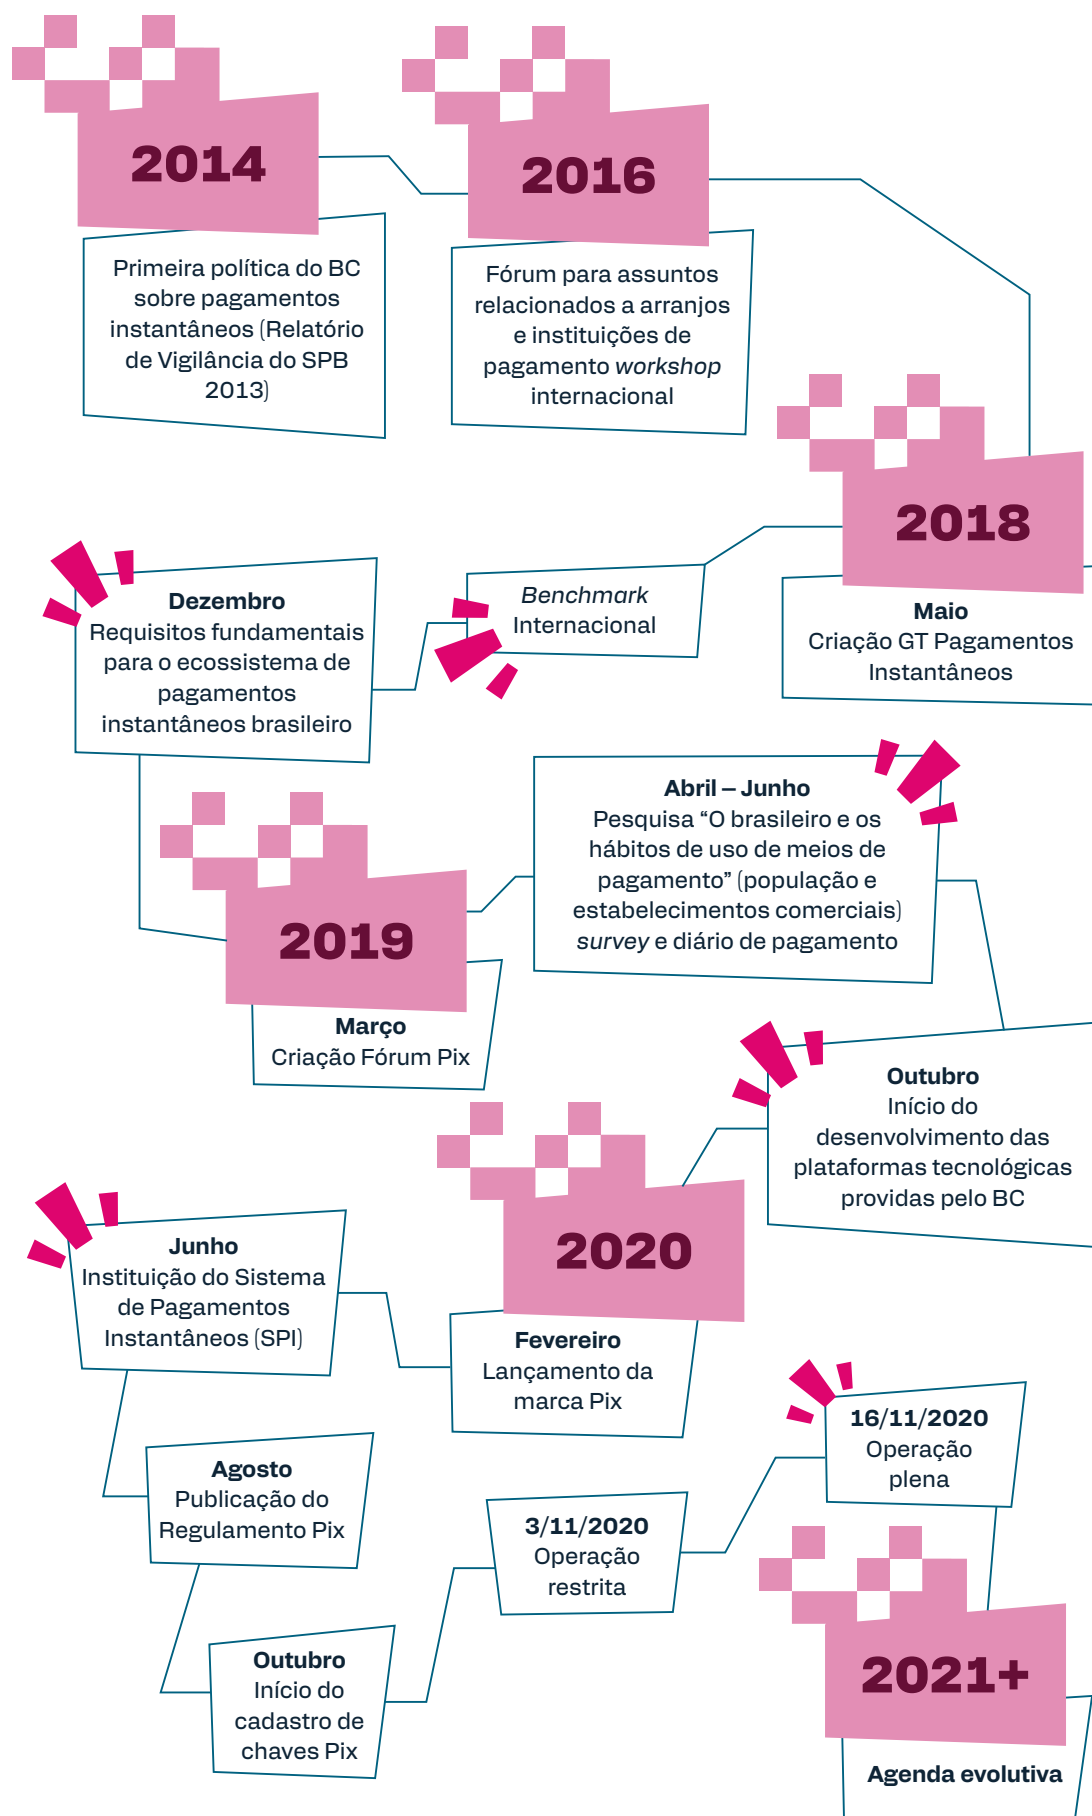 2014
Primeira política do BC
sobre pagamentos
instantâneos (Relatório
de Vigilância do SPB
2013)
2016
Fórum para assuntos
relacionados a arranjos
e instituições de
pagamento workshop
internacional
2018
Maio
Criação GT Pagamentos
Instantâneos
Benchmark
Internacional
Dezembro
Requisitos fundamentais
para o ecossistema de
pagamentos
instantâneos brasileiro
2019
Março
Criação Fórum Pix
Abril – Junho
Pesquisa “O brasileiro e os
hábitos de uso de meios de
pagamento” (população e
estabelecimentos comerciais)
survey e diário de pagamento
Outubro
Início do
desenvolvimento das
plataformas tecnológicas
providas pelo BC
2020
Fevereiro
Lançamento da
marca Pix
Junho
Instituição do Sistema
de Pagamentos
Instantâneos (SPI)
Agosto
Publicação do
Regulamento Pix
Outubro
Início do
cadastro de
chaves Pix
3/11/2020
Operação
restrita
16/11/2020
Operação
plena
2021+
Agenda evolutiva